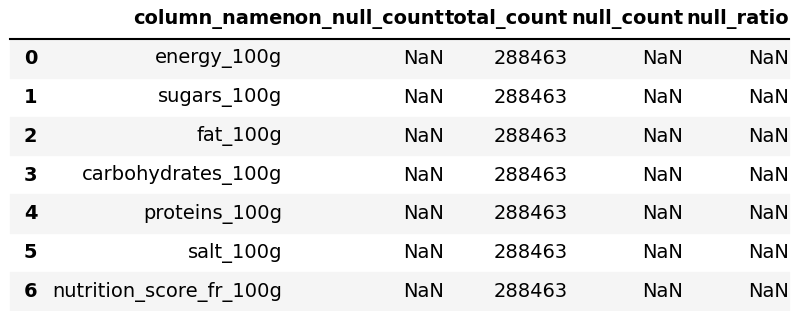 column_name non_null_count total_count null_count null_ratio
0 energy_100g NaN 288463 NaN NaN
1 sugars_100g NaN 288463 NaN NaN
2 fat_100g NaN 288463 NaN NaN
3 carbohydrates_100g NaN 288463 NaN NaN
4 proteins_100g NaN 288463 NaN NaN
5 salt_100g NaN 288463 NaN NaN
6 nutrition_score_fr_100g NaN 288463 NaN NaN